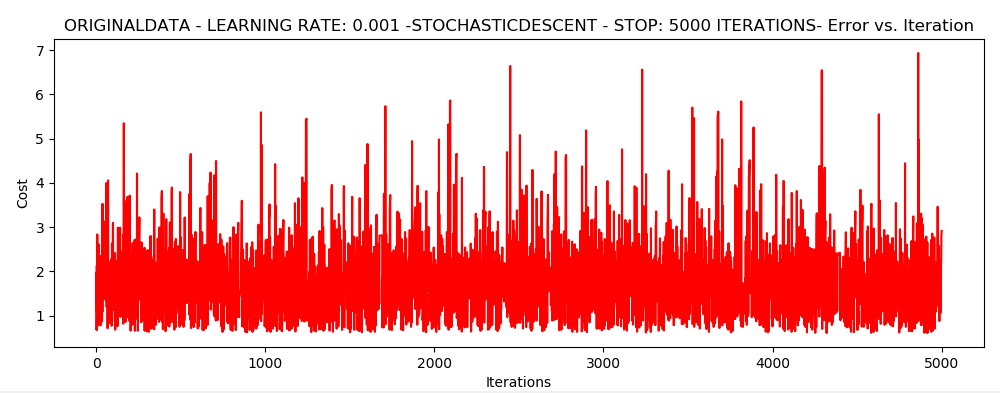 ORIGINALDATA - LEARNING RATE: 0.001 -STOCHASTICDESCENT - STOP: 5000 ITERATIONS- Error vs. Iteration
7
6
5
4
3
2
1
Cost
0 1000 2000 3000 4000 5000
Iterations